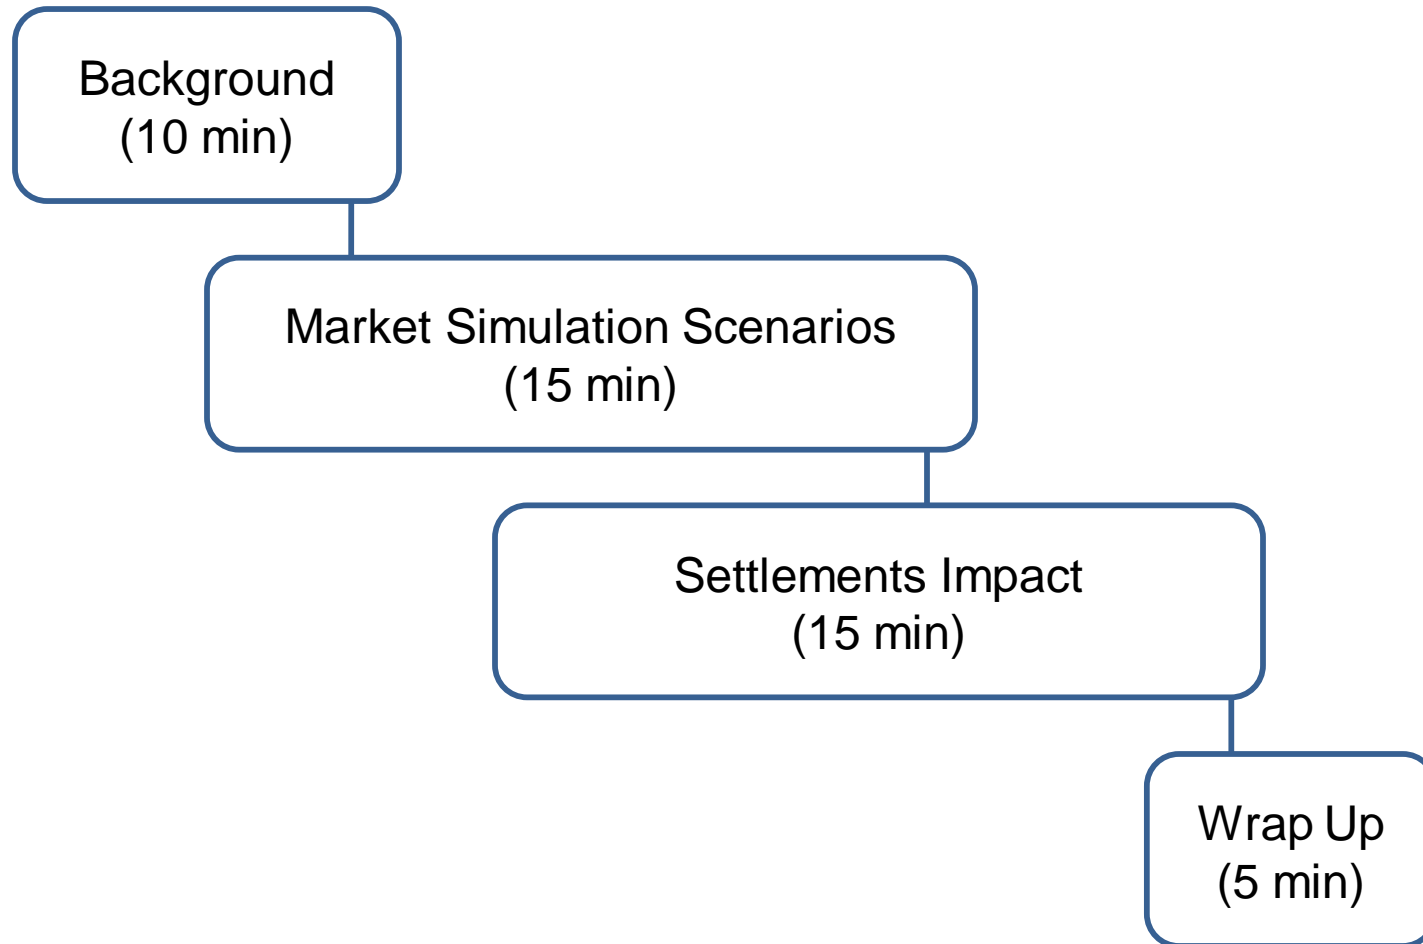 Background
(10 min)
Market Simulation Scenarios
(15 min)
Settlements Impact
(15 min)
Wrap Up
(5 min)